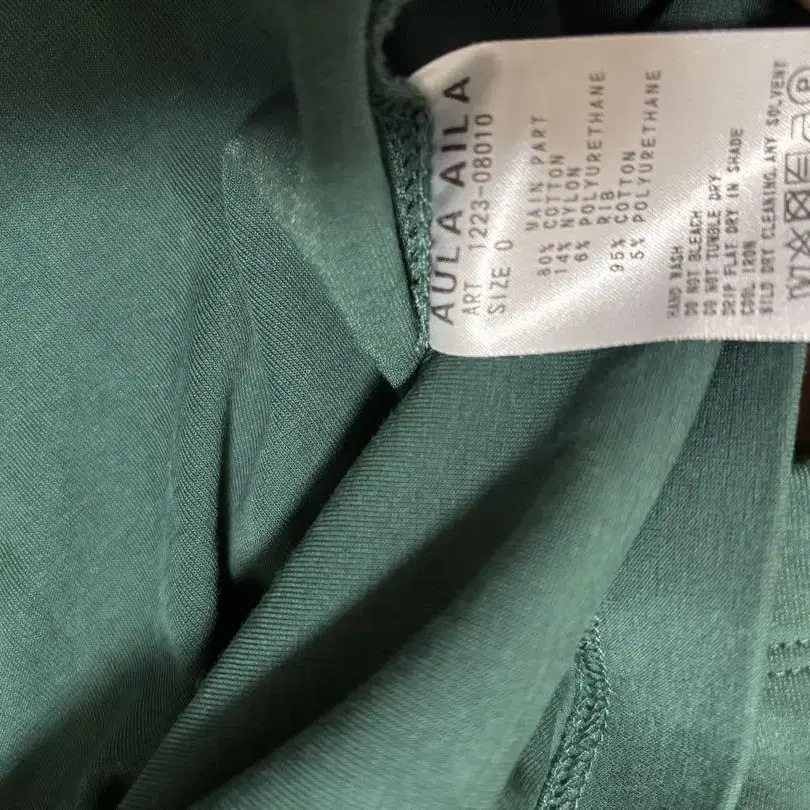 AULA AILA
ART 1223-08010
SIZE 0
MAIN PART
80% COTTON
14% NYLON
6% POLYURETHANE
RIB
95% COTTON
5% POLYURETHANE
HAND WASH
DO NOT BLEACH
DO NOT TUMBLE DRY
DRIP FLAT DRY IN SHADE
COOL IRON
MILD DRY CLEANING,ANY SOLVENT
P